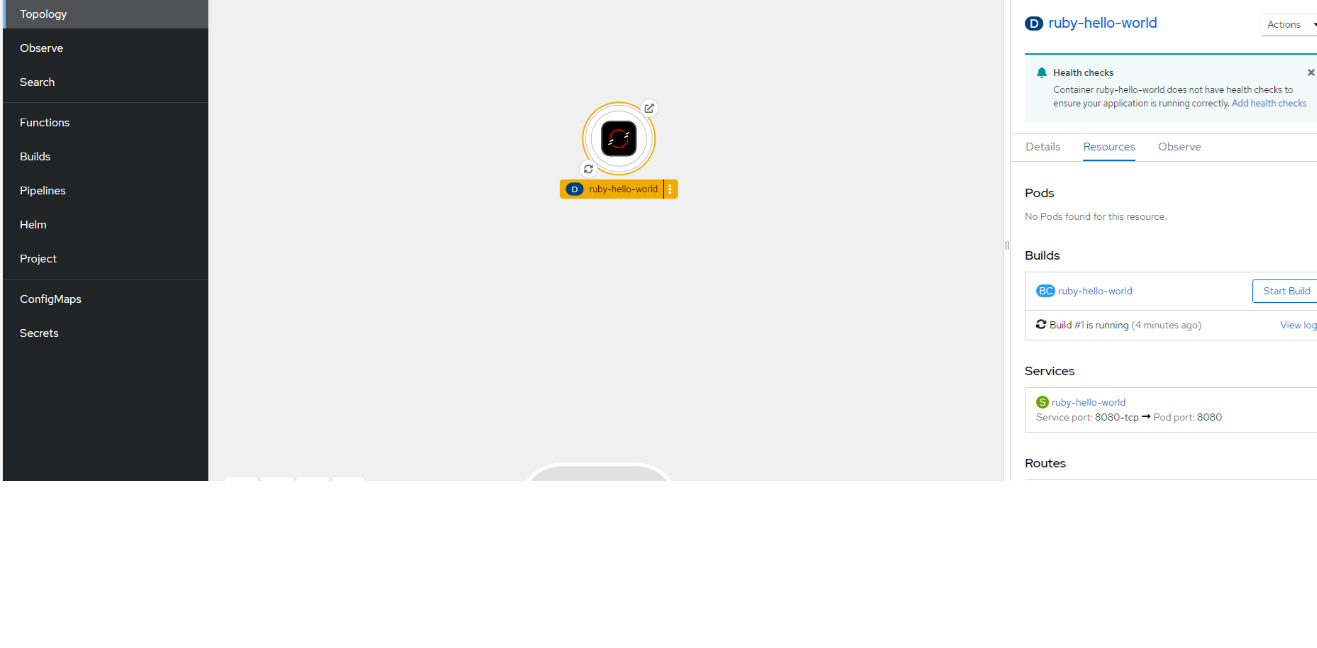 Topology
Observe
Search
Functions
Builds
Pipelines
Helm
Project
ConfigMaps
Secrets
D ruby-hello-world
D ruby-hello-world
Actions
Health checks
Container ruby-hello-world does not have health checks to
ensure your application is running correctly. Add health checks
Details Resources Observe
Pods
No Pods found for this resource.
Builds
BC ruby-hello-world
Start Build
Build #1 is running (4 minutes ago)
View log
Services
S ruby-hello-world
Service port: 8080-tcp → Pod port: 8080
Routes